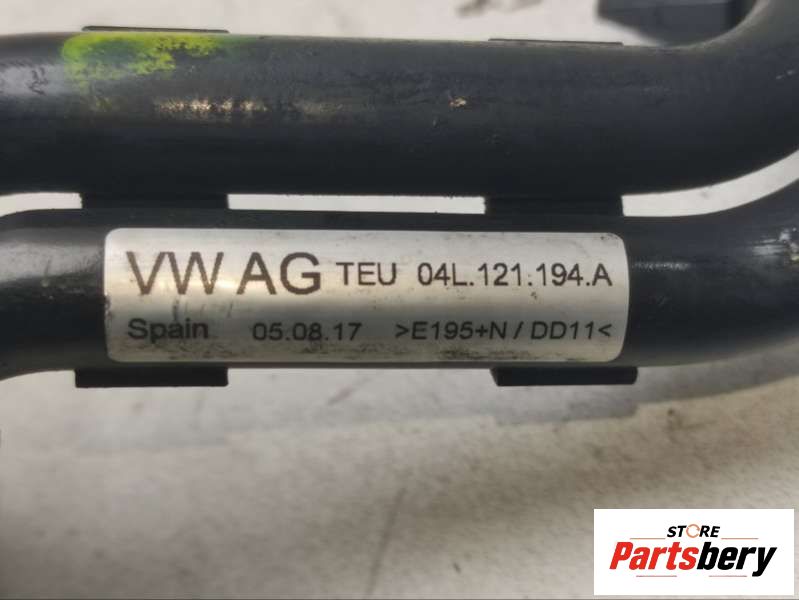 VW AG TEU 04L.121.194.A
Spain 05.08.17 >E195+N / DD11<
STORE
Partsbery